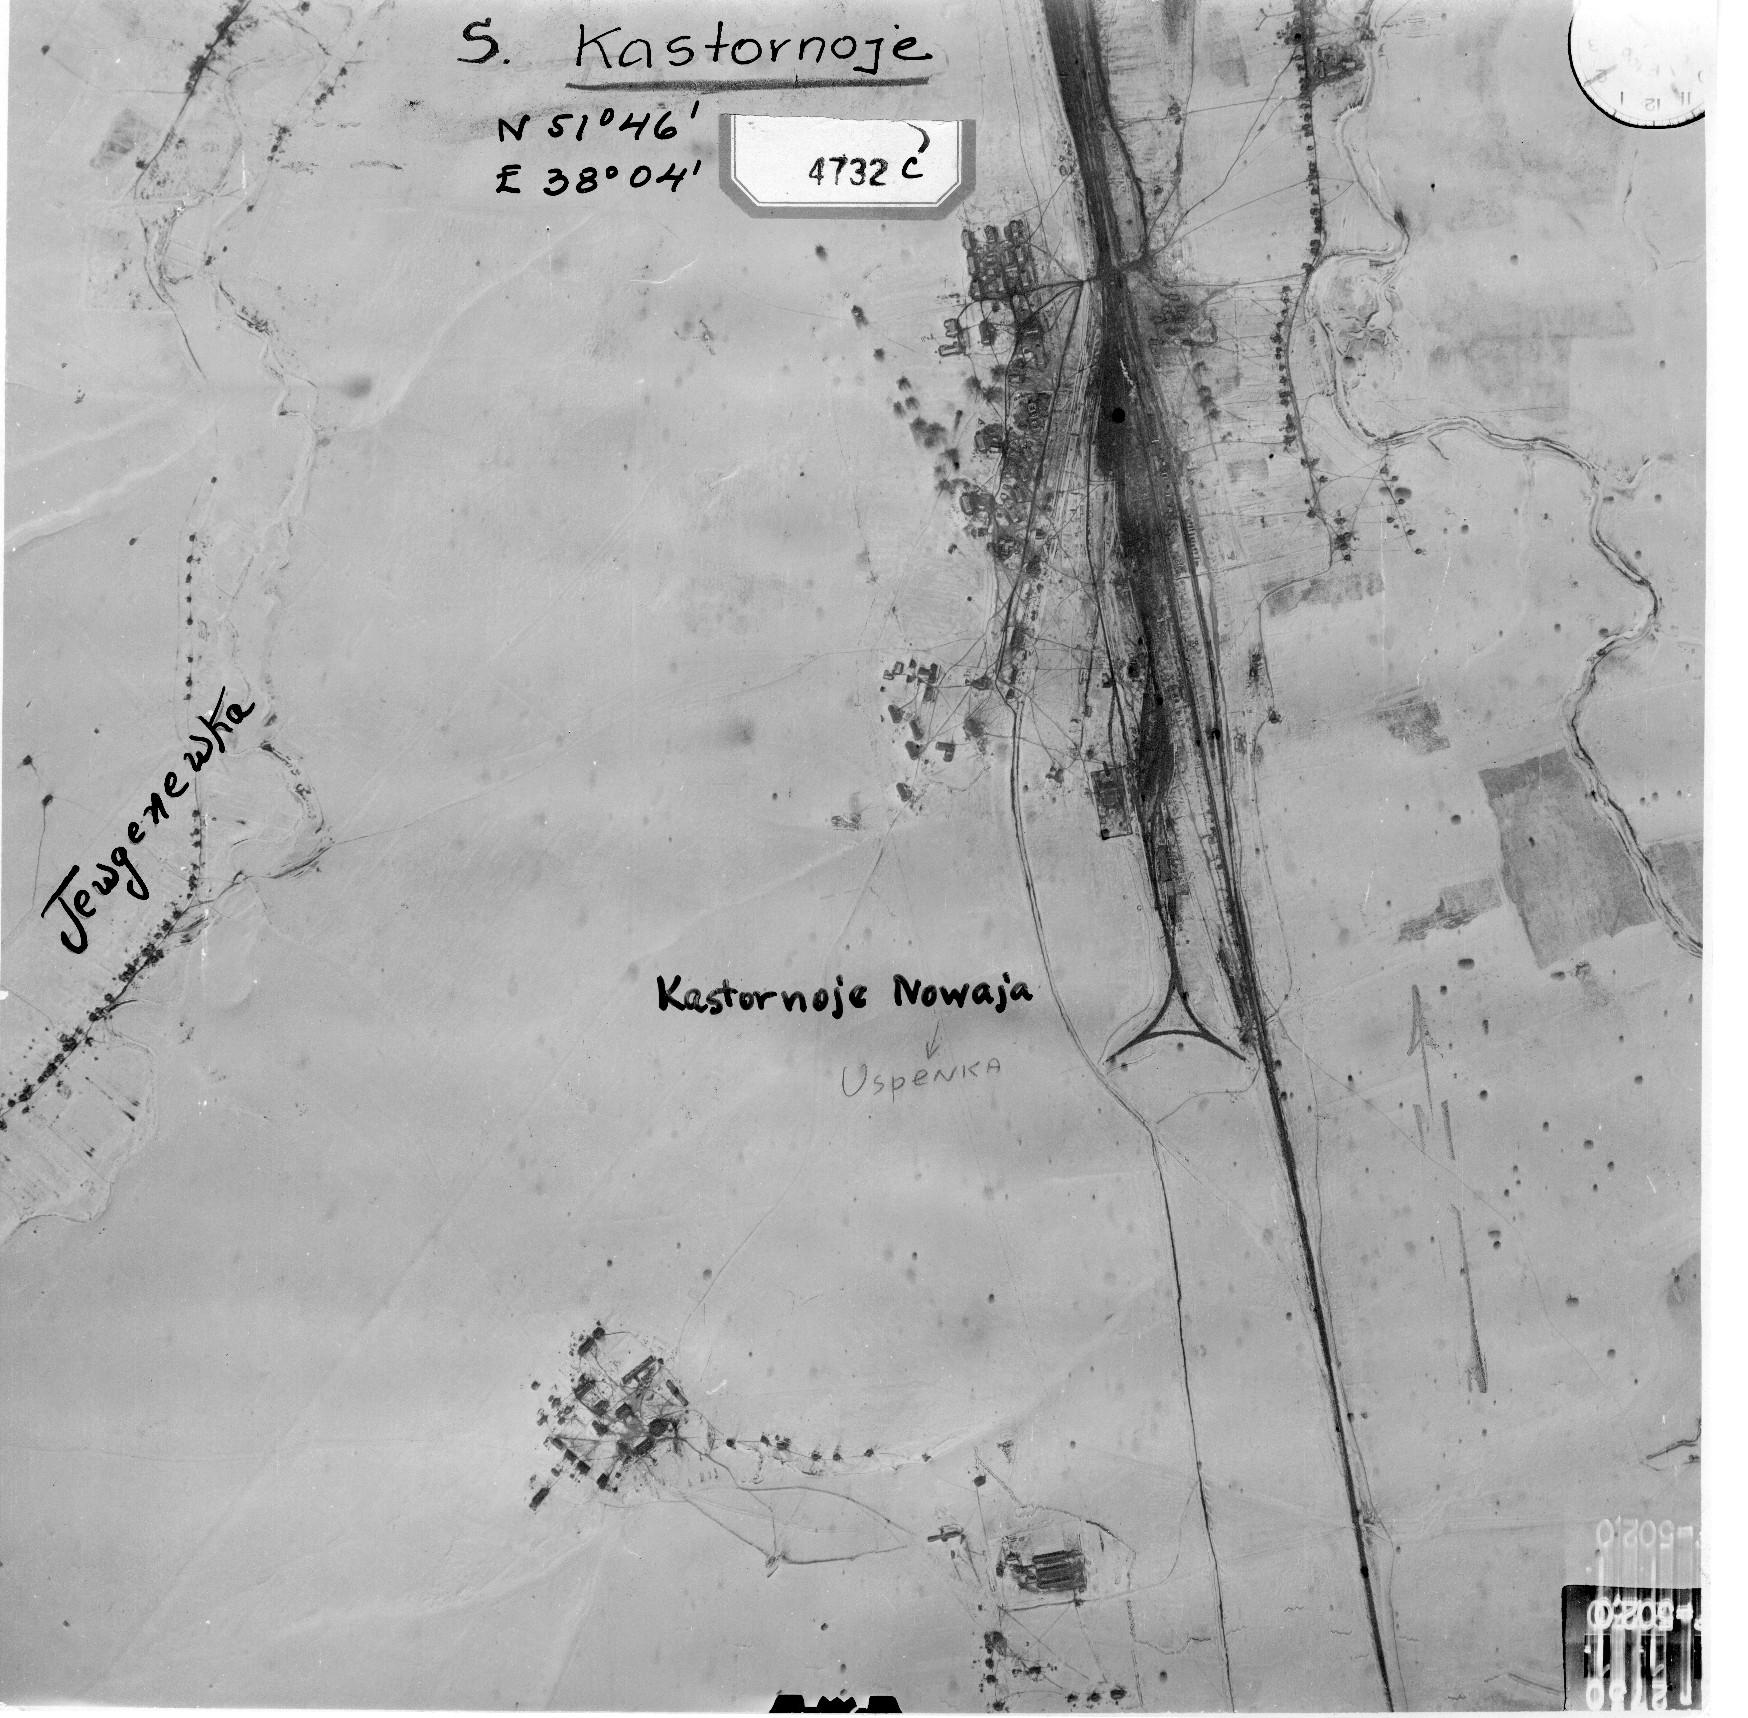 S. Kastornoje
N 51° 46'
E 38° 04'
4732 C
Jewgenewka
Kastornoje Nowaja
Uspenka